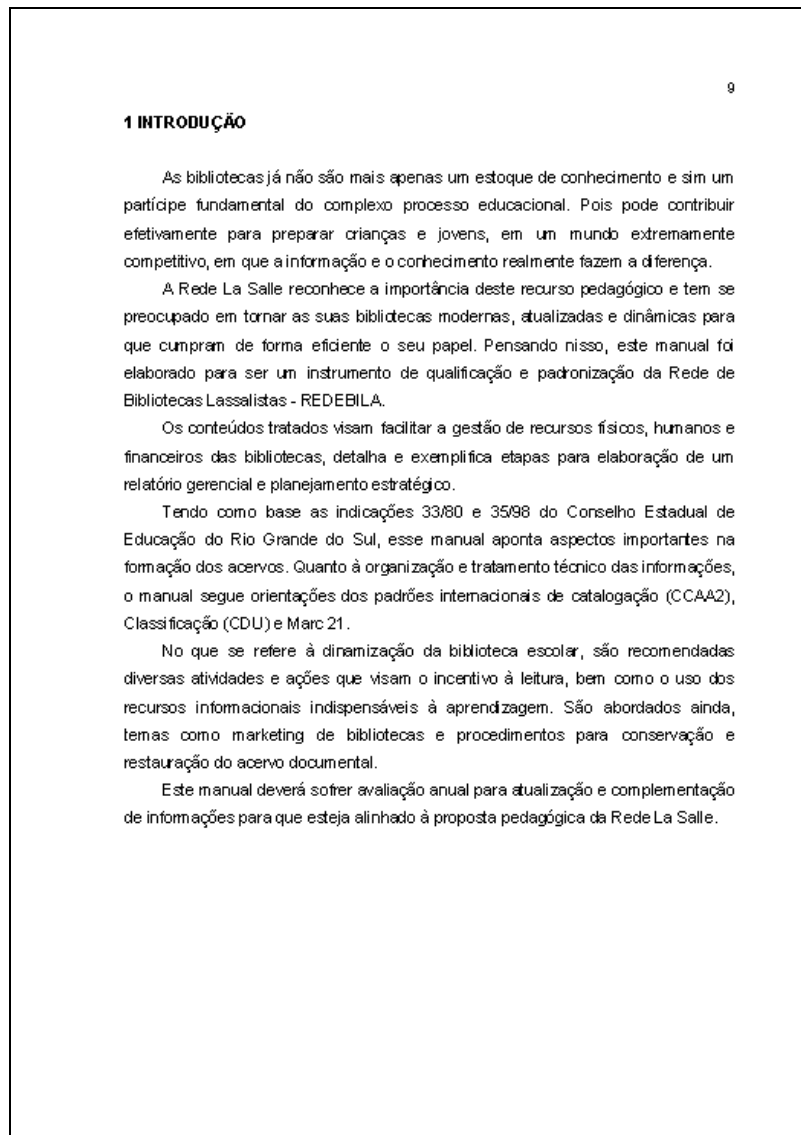 9
1 INTRODUÇÃO
As bibliotecas já não são mais apenas um estoque de conhecimento e sim um
partícipe fundamental do complexo processo educacional. Pois pode contribuir
efetivamente para preparar crianças e jovens, em um mundo extremamente
competitivo, em que a informação e o conhecimento realmente fazem a diferença.
A Rede La Salle reconhece a importância deste recurso pedagógico e tem se
preocupado em tornar as suas bibliotecas modernas, atualizadas e dinâmicas para
que cumpram de forma eficiente o seu papel. Pensando nisso, este manual foi
elaborado para ser um instrumento de qualificação e padronização da Rede de
Bibliotecas Lassalistas - REDEBILA.
Os conteúdos tratados visam facilitar a gestão de recursos físicos, humanos e
financeiros das bibliotecas, detalha e exemplifica etapas para elaboração de um
relatório gerencial e planejamento estratégico.
Tendo como base as indicações 33/80 e 35/98 do Conselho Estadual de
Educação do Rio Grande do Sul, esse manual aponta aspectos importantes na
formação dos acervos. Quanto à organização e tratamento técnico das informações,
o manual segue orientações dos padrões internacionais de catalogação (CCAA2),
Classificação (CDU) e Marc 21.
No que se refere à dinamização da biblioteca escolar, são recomendadas
diversas atividades e ações que visam o incentivo à leitura, bem como o uso dos
recursos informacionais indispensáveis à aprendizagem. São abordados ainda,
temas como marketing de bibliotecas e procedimentos para conservação e
restauração do acervo documental.
Este manual deverá sofrer avaliação anual para atualização e complementação
de informações para que esteja alinhado à proposta pedagógica da Rede La Salle.